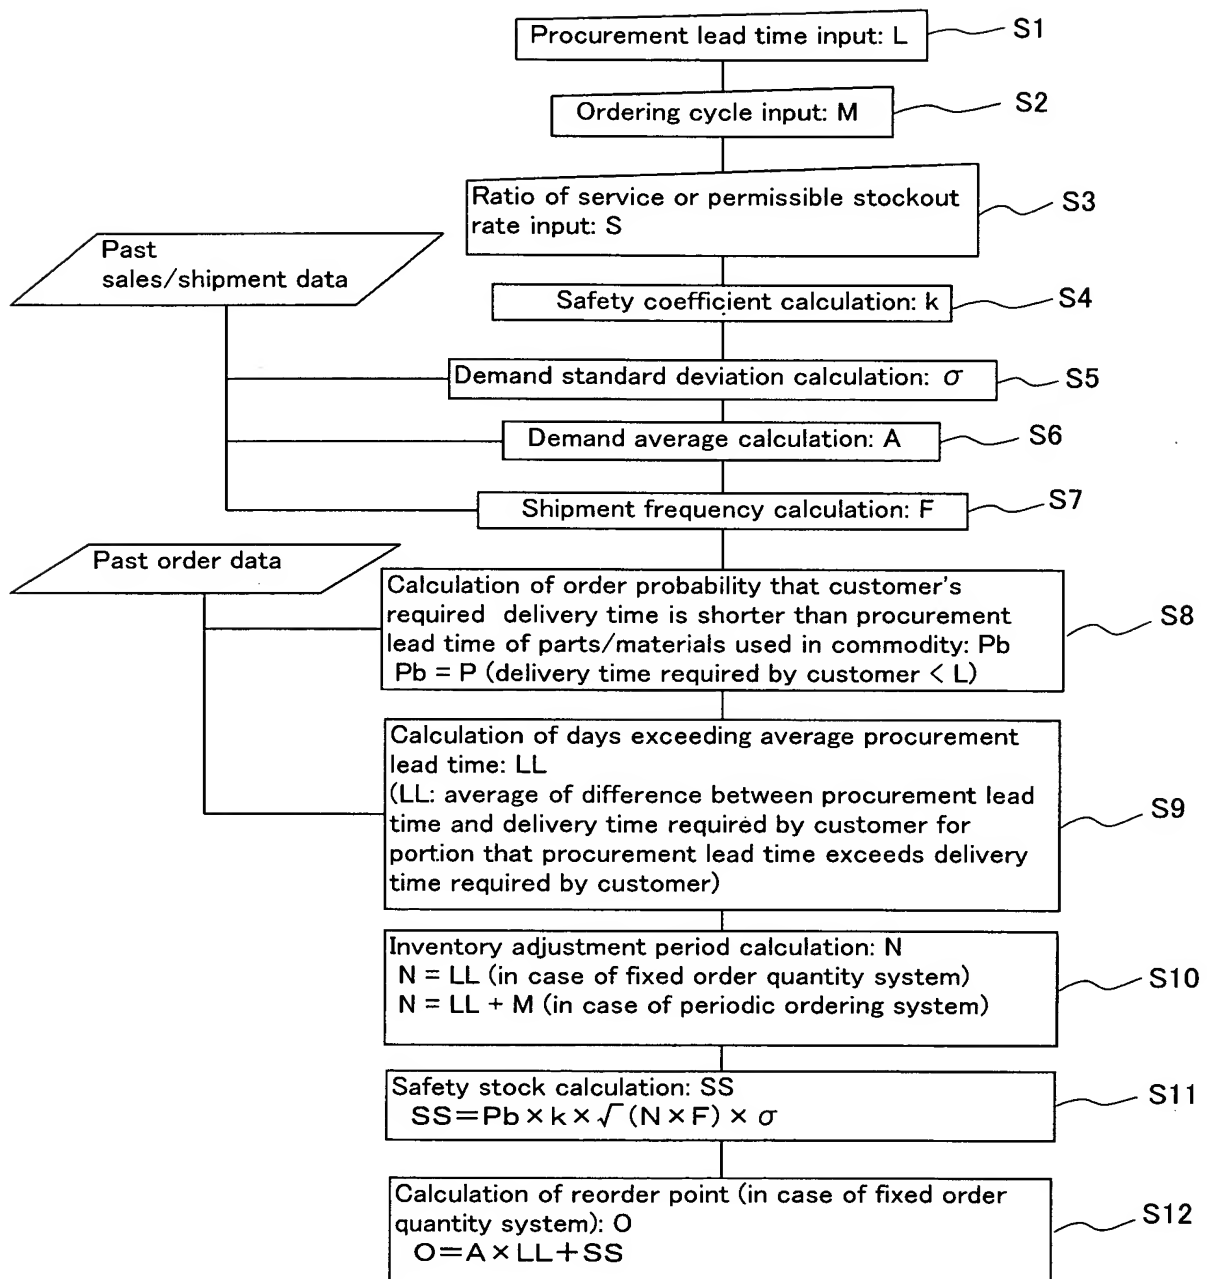 Procurement lead time input: L
S1
Ordering cycle input: M
S2
Ratio of service or permissible stockout
rate input: S
S3
Past
sales/shipment data
Safety coefficient calculation: k
S4
Demand standard deviation calculation: σ
S5
Demand average calculation: A
S6
Shipment frequency calculation: F
S7
Past order data
Calculation of order probability that customer's
required delivery time is shorter than procurement
lead time of parts/materials used in commodity: Pb
Pb = P (delivery time required by customer < L)
S8
Calculation of days exceeding average procurement
lead time: LL
(LL: average of difference between procurement lead
time and delivery time required by customer for
portion that procurement lead time exceeds delivery
time required by customer)
S9
Inventory adjustment period calculation: N
N = LL (in case of fixed order quantity system)
N = LL + M (in case of periodic ordering system)
S10
Safety stock calculation: SS
SS=Pb×k×√(N×F)×σ
S11
Calculation of reorder point (in case of fixed order
quantity system): O
O=A×LL+SS
S12